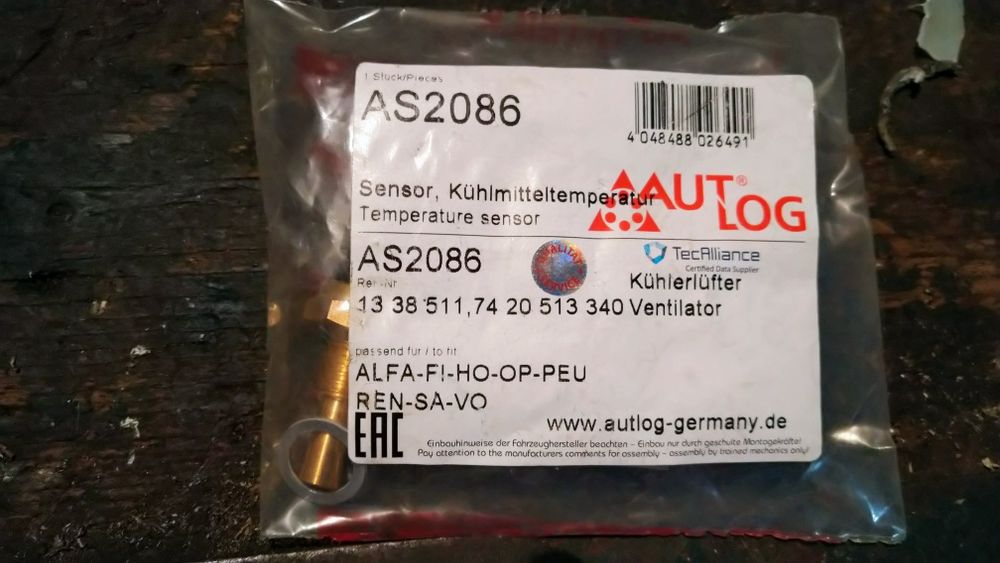 1 Stück/Pieces
AS2086
4 048488 026491
Sensor, Kühlmitteltemperatur
Temperature sensor
AUTLOG®
AS2086
QUALITÄT
SERVICE
TecAlliance
Certified Data Supplier
Ref-Nr
Kühlerlüfter
13 38 511,74 20 513 340 Ventilator
passend für / to fit
ALFA-FI-HO-OP-PEU
REN-SA-VO
EAC
www.autlog-germany.de
Einbauhinweise der Fahrzeughersteller beachten - Einbau nur durch geschulte Montagekräfte!
Pay attention to the manufacturers comments for assembly - assembly by trained mechanics only!